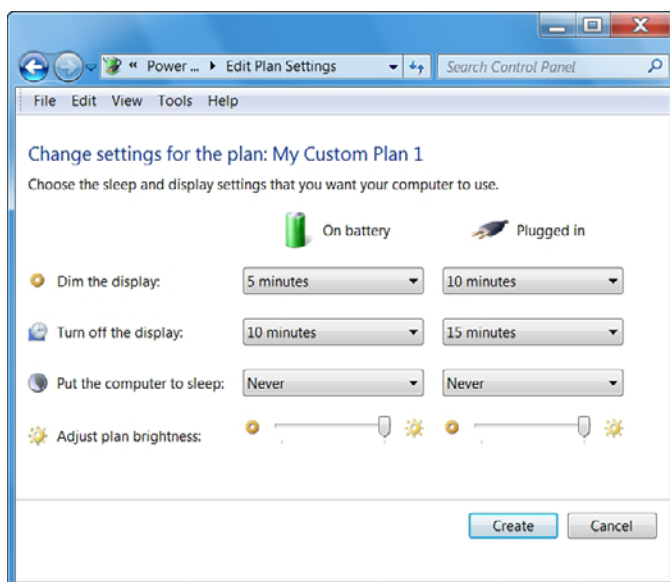 « Power ... ▸ Edit Plan Settings Search Control Panel
File Edit View Tools Help
Change settings for the plan: My Custom Plan 1
Choose the sleep and display settings that you want your computer to use.
On battery Plugged in
Dim the display: 5 minutes 10 minutes
Turn off the display: 10 minutes 15 minutes
Put the computer to sleep: Never Never
Adjust plan brightness:
Create Cancel